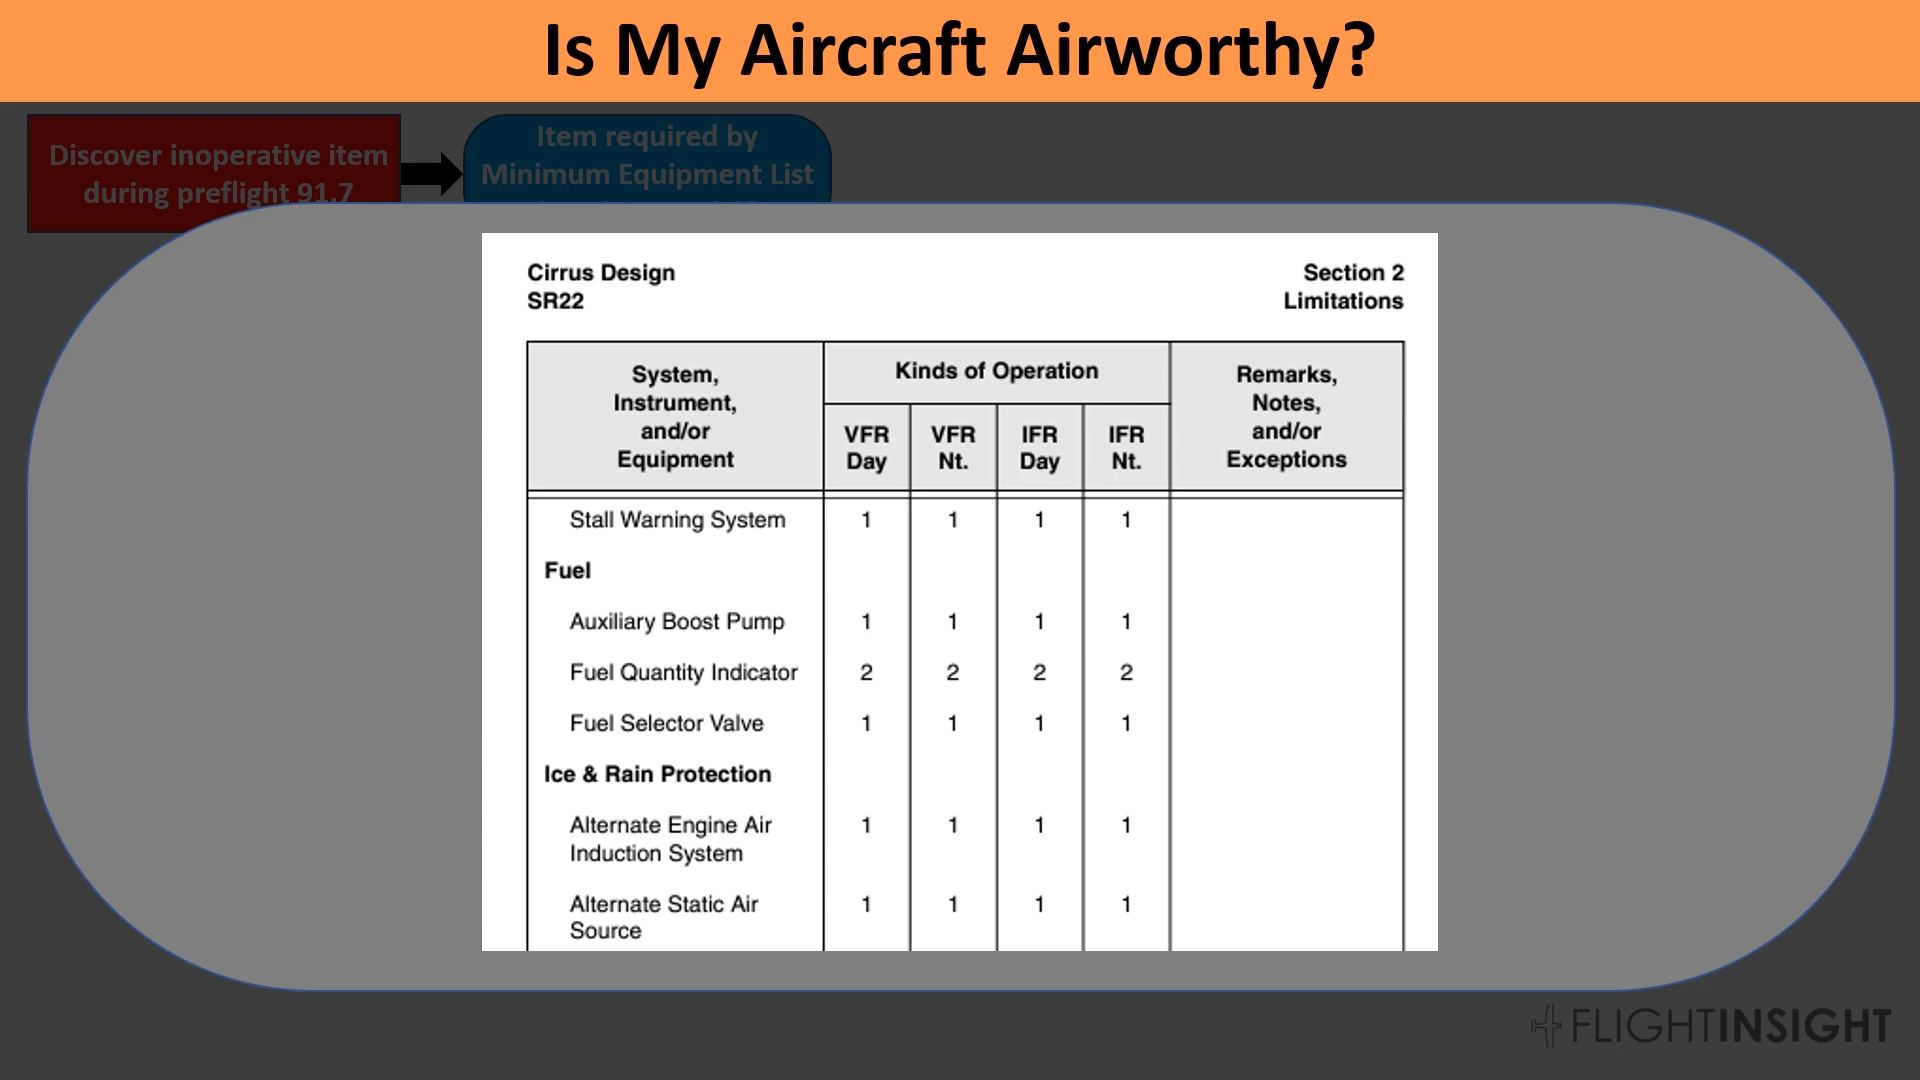 Is My Aircraft Airworthy?
Discover inoperative item
during preflight 91.7
Item required by
Minimum Equipment List
Cirrus Design
SR22
Section 2
Limitations
System,
Instrument,
and/or
Equipment
Kinds of Operation
VFR
Day
VFR
Nt.
IFR
Day
IFR
Nt.
Remarks,
Notes,
and/or
Exceptions
Stall Warning System 1 1 1 1
Fuel
Auxiliary Boost Pump 1 1 1 1
Fuel Quantity Indicator 2 2 2 2
Fuel Selector Valve 1 1 1 1
Ice & Rain Protection
Alternate Engine Air 1 1 1 1
Induction System
Alternate Static Air 1 1 1 1
Source
FLIGHTINSIGHT